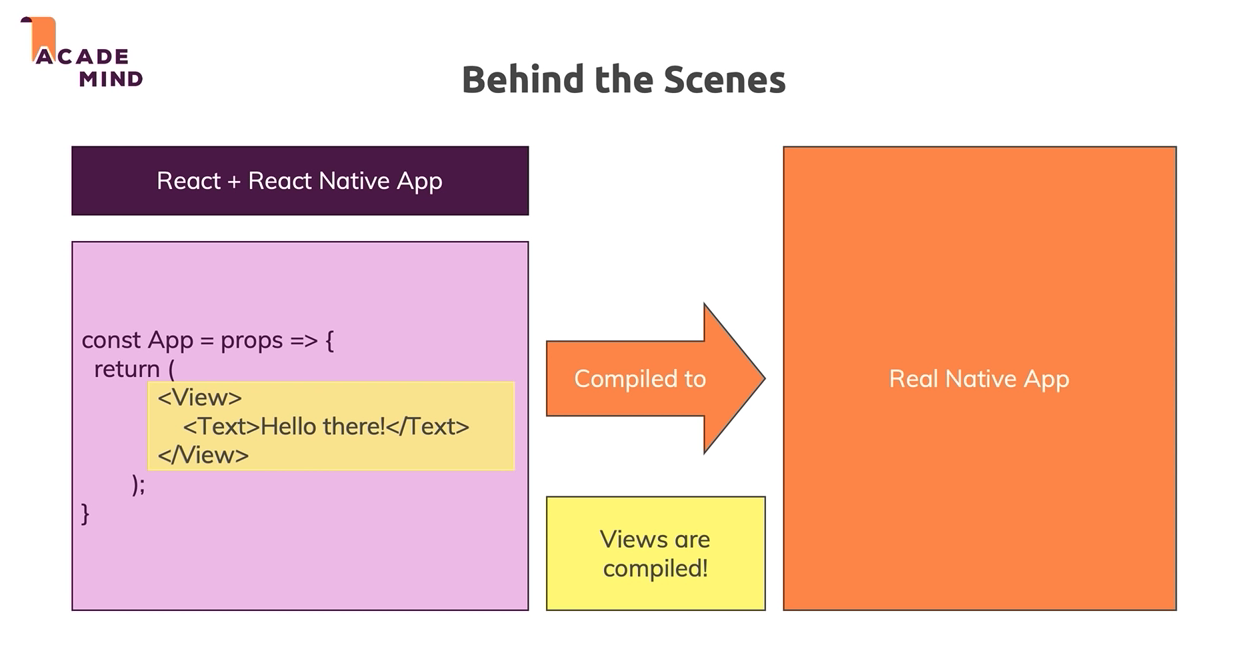 ACADE
MIND
Behind the Scenes
React + React Native App
const App = props => {
return (
<View>
<Text>Hello there!</Text>
</View>
);
}
Compiled to
Views are
compiled!
Real Native App